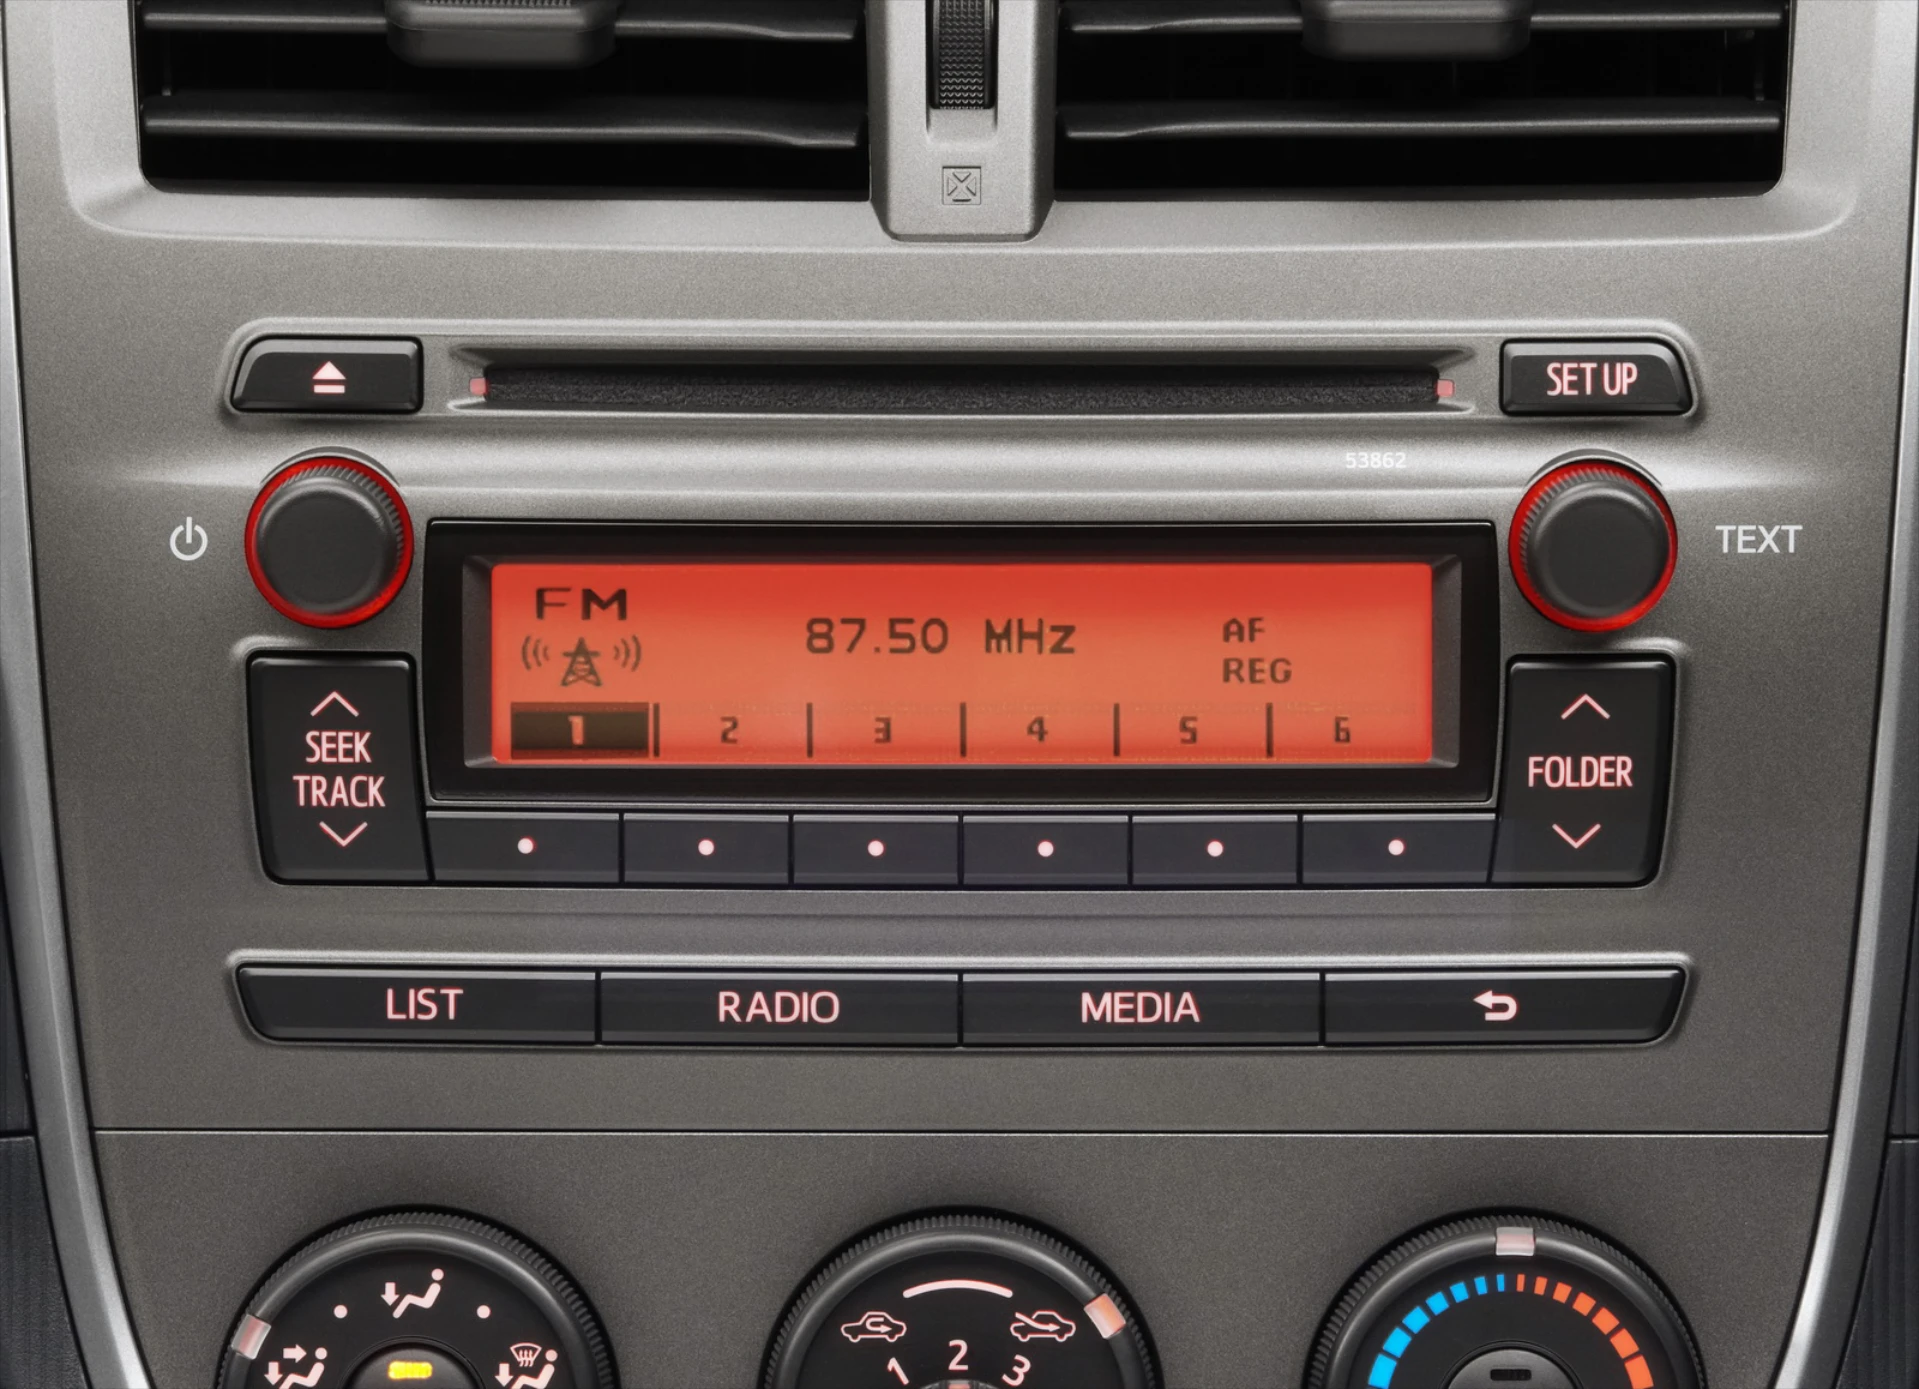 SET UP
53862
TEXT
FM
87.50 MHz
AF
REG
1 2 3 4 5 6
SEEK
TRACK
FOLDER
LIST
RADIO
MEDIA
1 2 3